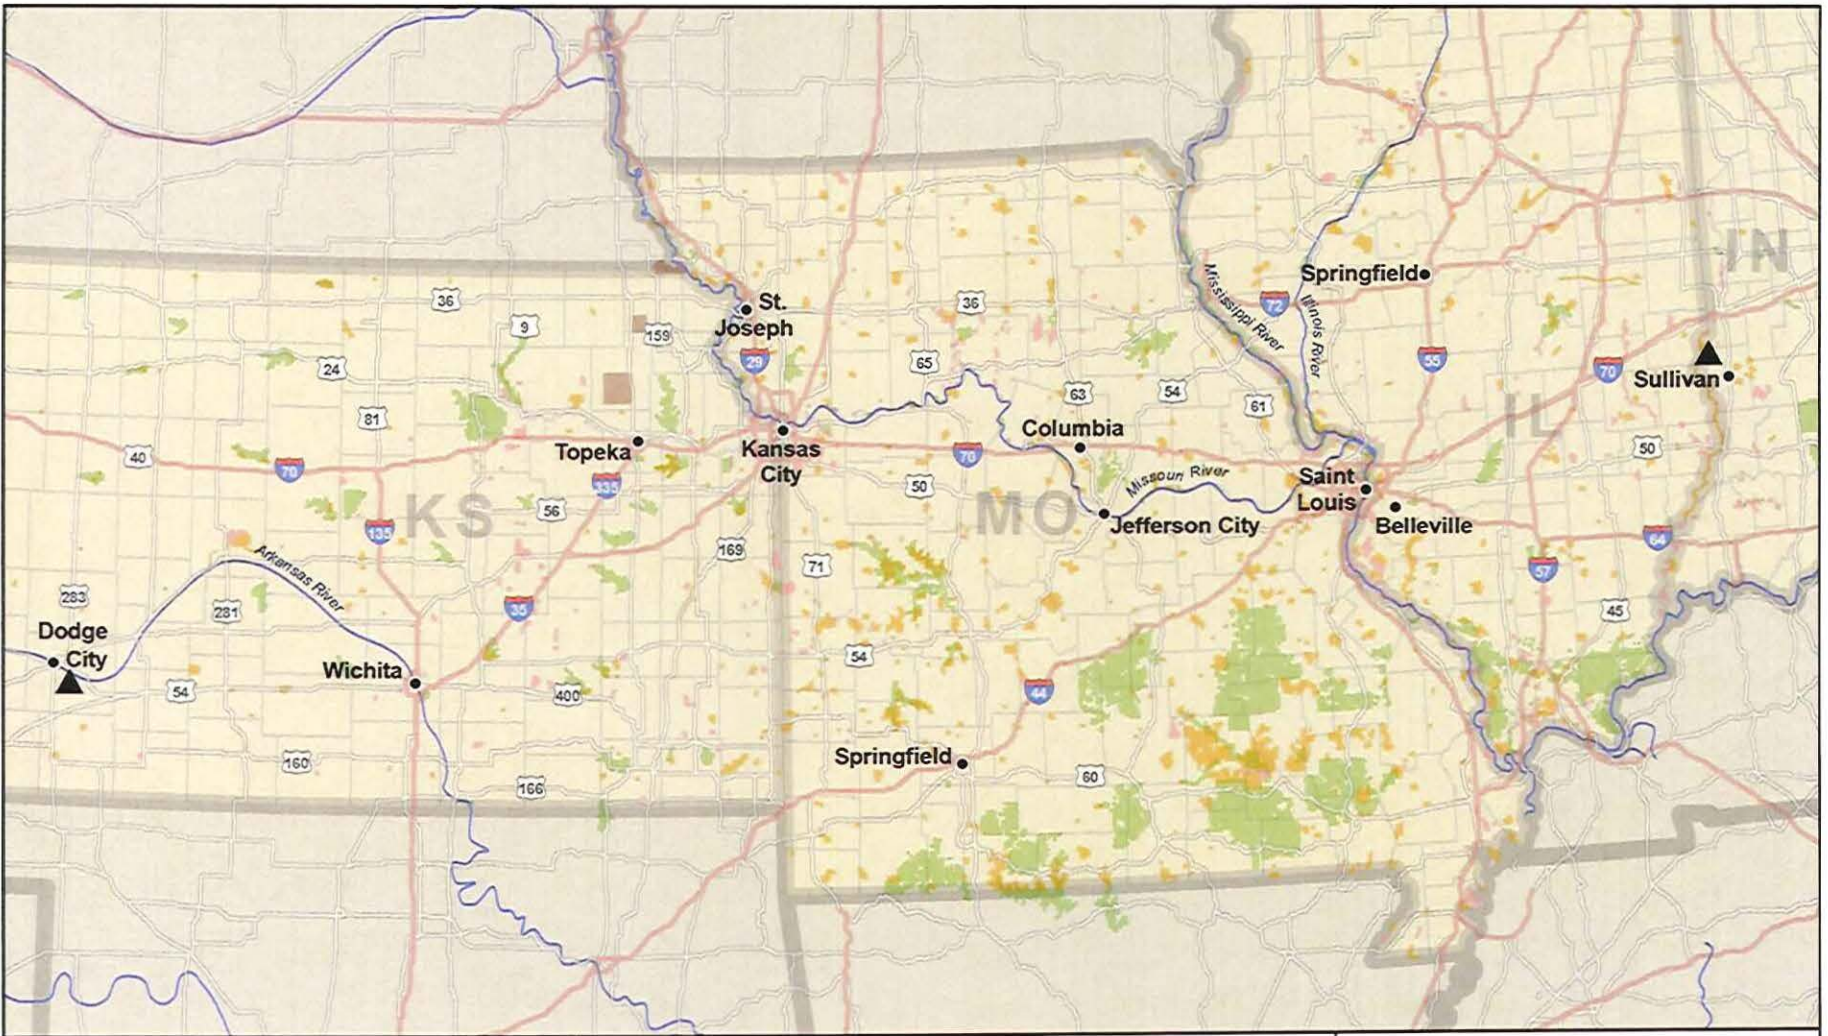 IN
Springfield
72
36
36
Mississippi River
Illinois River
St.
Joseph
9
159
29
65
55
70
24
Sullivan
63
54
61
IL
81
Columbia
Topeka
Kansas
City
40
70
70
50
335
50
Missouri River
Saint
Louis
KS
56
MO
Jefferson City
Belleville
135
169
64
Arkansas River
71
57
283
281
35
45
Dodge
City
54
Wichita
54
400
44
Springfield
160
60
166